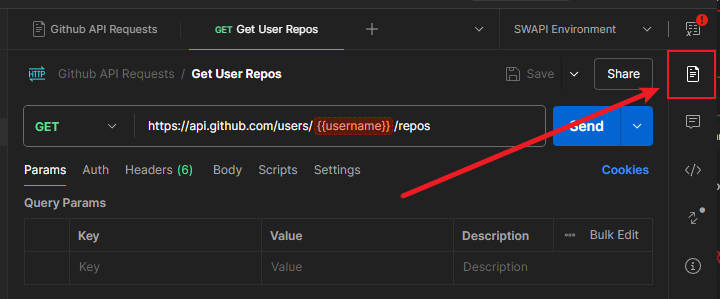 Github API Requests
GET Get User Repos
SWAPI Environment
HTTP
Github API Requests / Get User Repos
Save
Share
GET
https://api.github.com/users/{{username}}/repos
Send
Params
Auth
Headers (6)
Body
Scripts
Settings
Cookies
Query Params
Key
Value
Description
Bulk Edit
Key
Value
Description